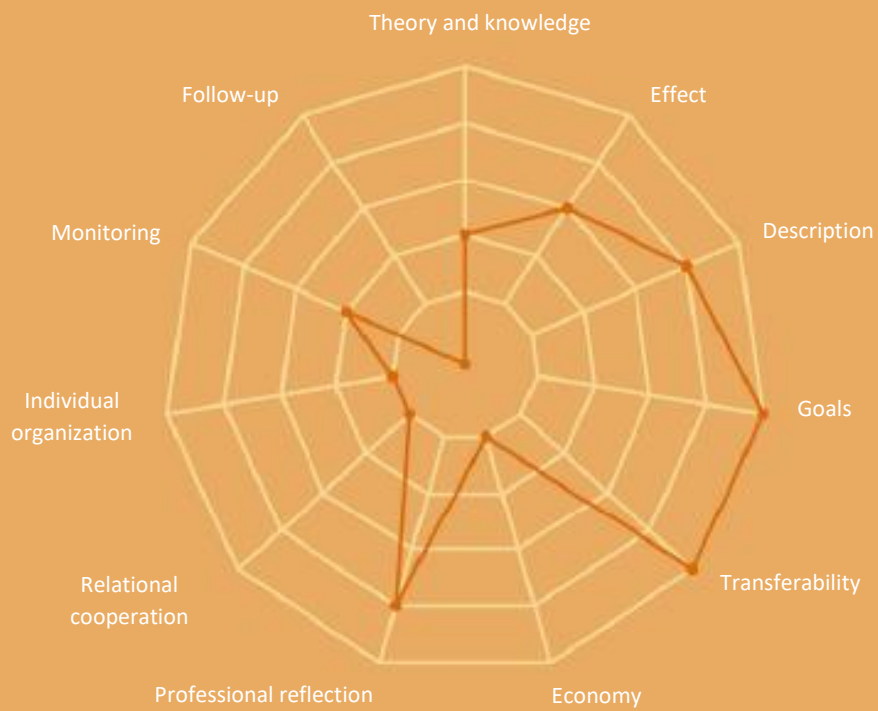 Theory and knowledge
Effect
Description
Goals
Transferability
Economy
Professional reflection
Relational
cooperation
Individual
organization
Monitoring
Follow-up